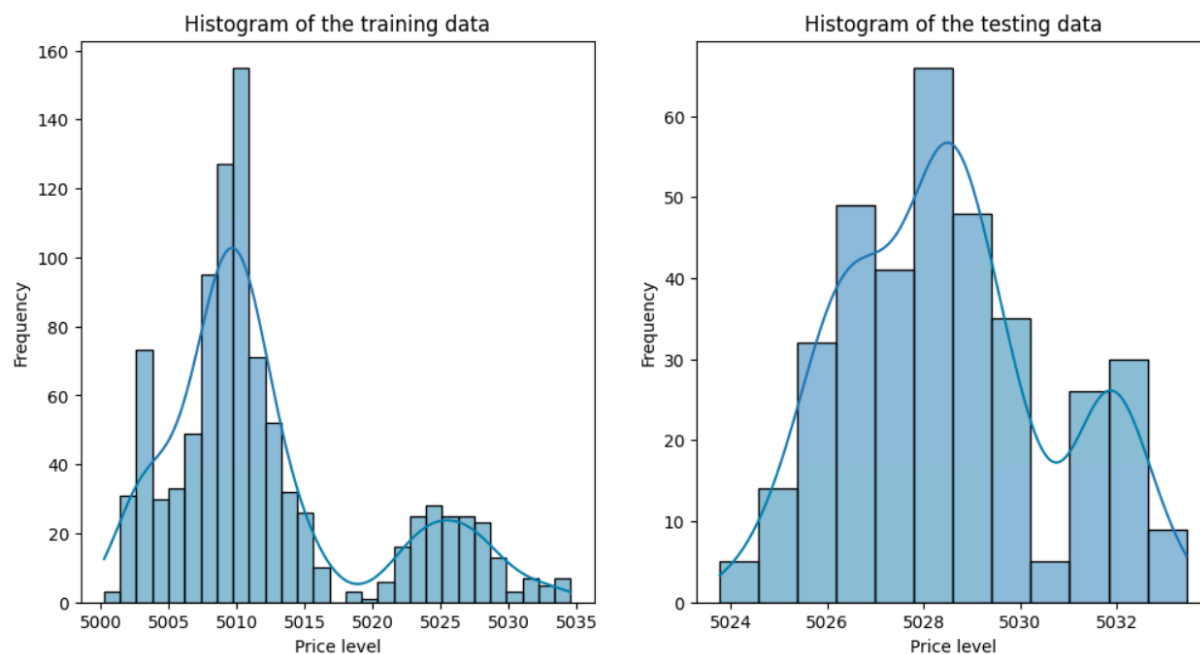 Histogram of the training data
160
140
120
100
80
60
40
20
0
Frequency
5000 5005 5010 5015 5020 5025 5030 5035
Price level
Histogram of the testing data
60
50
40
30
20
10
0
Frequency
5024 5026 5028 5030 5032
Price level